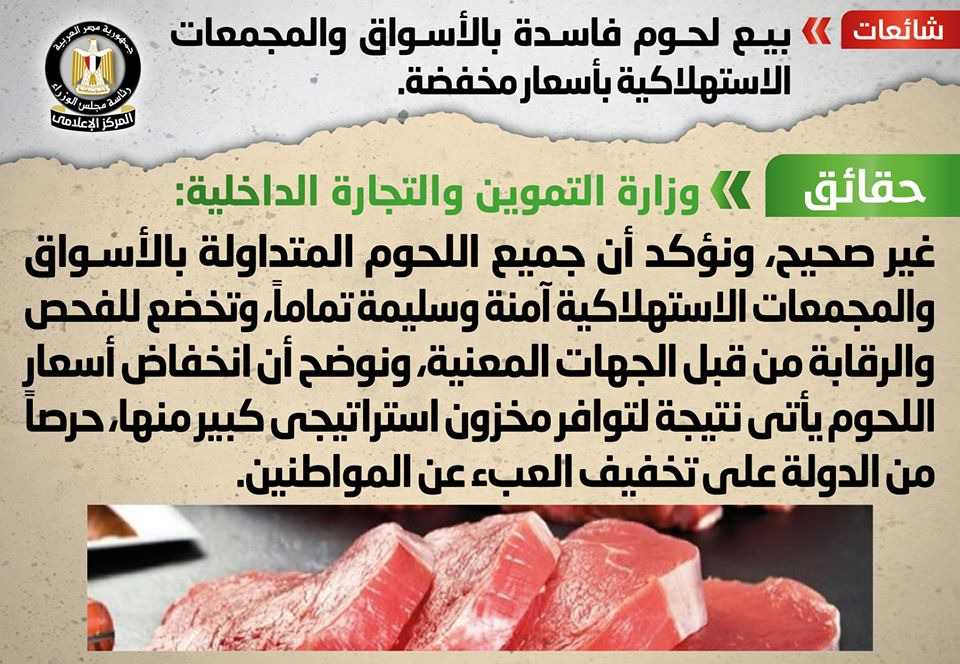 شائعات
بيع لحوم فاسدة بالأسواق والمجمعات
الاستهلاكية بأسعار مخفضة.
جمهورية مصر العربية
رئاسة مجلس الوزراء
المركز الإعلامى
حقائق
وزارة التموين والتجارة الداخلية:
غير صحيح، ونؤكد أن جميع اللحوم المتداولة بالأسواق
والمجمعات الاستهلاكية آمنة وسليمة تماماً، وتخضع للفحص
والرقابة من قبل الجهات المعنية، ونوضح أن انخفاض أسعار
اللحوم يأتى نتيجة لتوافر مخزون استراتيجى كبير منها، حرصاً
من الدولة على تخفيف العبء عن المواطنين.